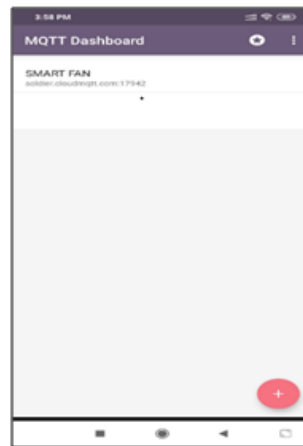 3:58 PM
MQTT Dashboard
SMART FAN
soldier.cloudmqtt.com:17942